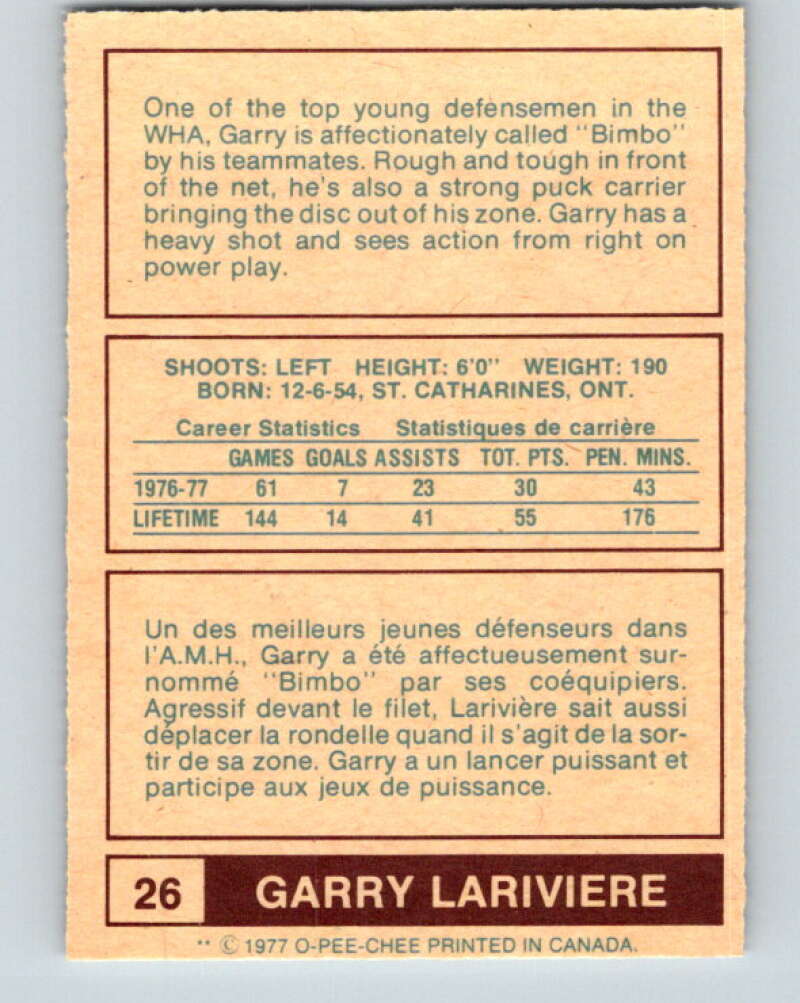 One of the top young defensemen in the
WHA, Garry is affectionately called "Bimbo"
by his teammates. Rough and tough in front
of the net, he's also a strong puck carrier
bringing the disc out of his zone. Garry has a
heavy shot and sees action from right on
power play.
SHOOTS: LEFT HEIGHT: 6'0" WEIGHT: 190
BORN: 12-6-54, ST. CATHARINES, ONT.
Career Statistics Statistiques de carrière
GAMES GOALS ASSISTS TOT. PTS. PEN. MINS.
1976-77 61 7 23 30 43
LIFETIME 144 14 41 55 176
Un des meilleurs jeunes défenseurs dans
l'A.M.H., Garry a été affectueusement sur-
nommé "Bimbo" par ses coéquipiers.
Agressif devant le filet, Larivière sait aussi
déplacer la rondelle quand il s'agit de la sor-
tir de sa zone. Garry a un lancer puissant et
participe aux jeux de puissance.
26 GARRY LARIVIERE
** © 1977 O-PEE-CHEE PRINTED IN CANADA.